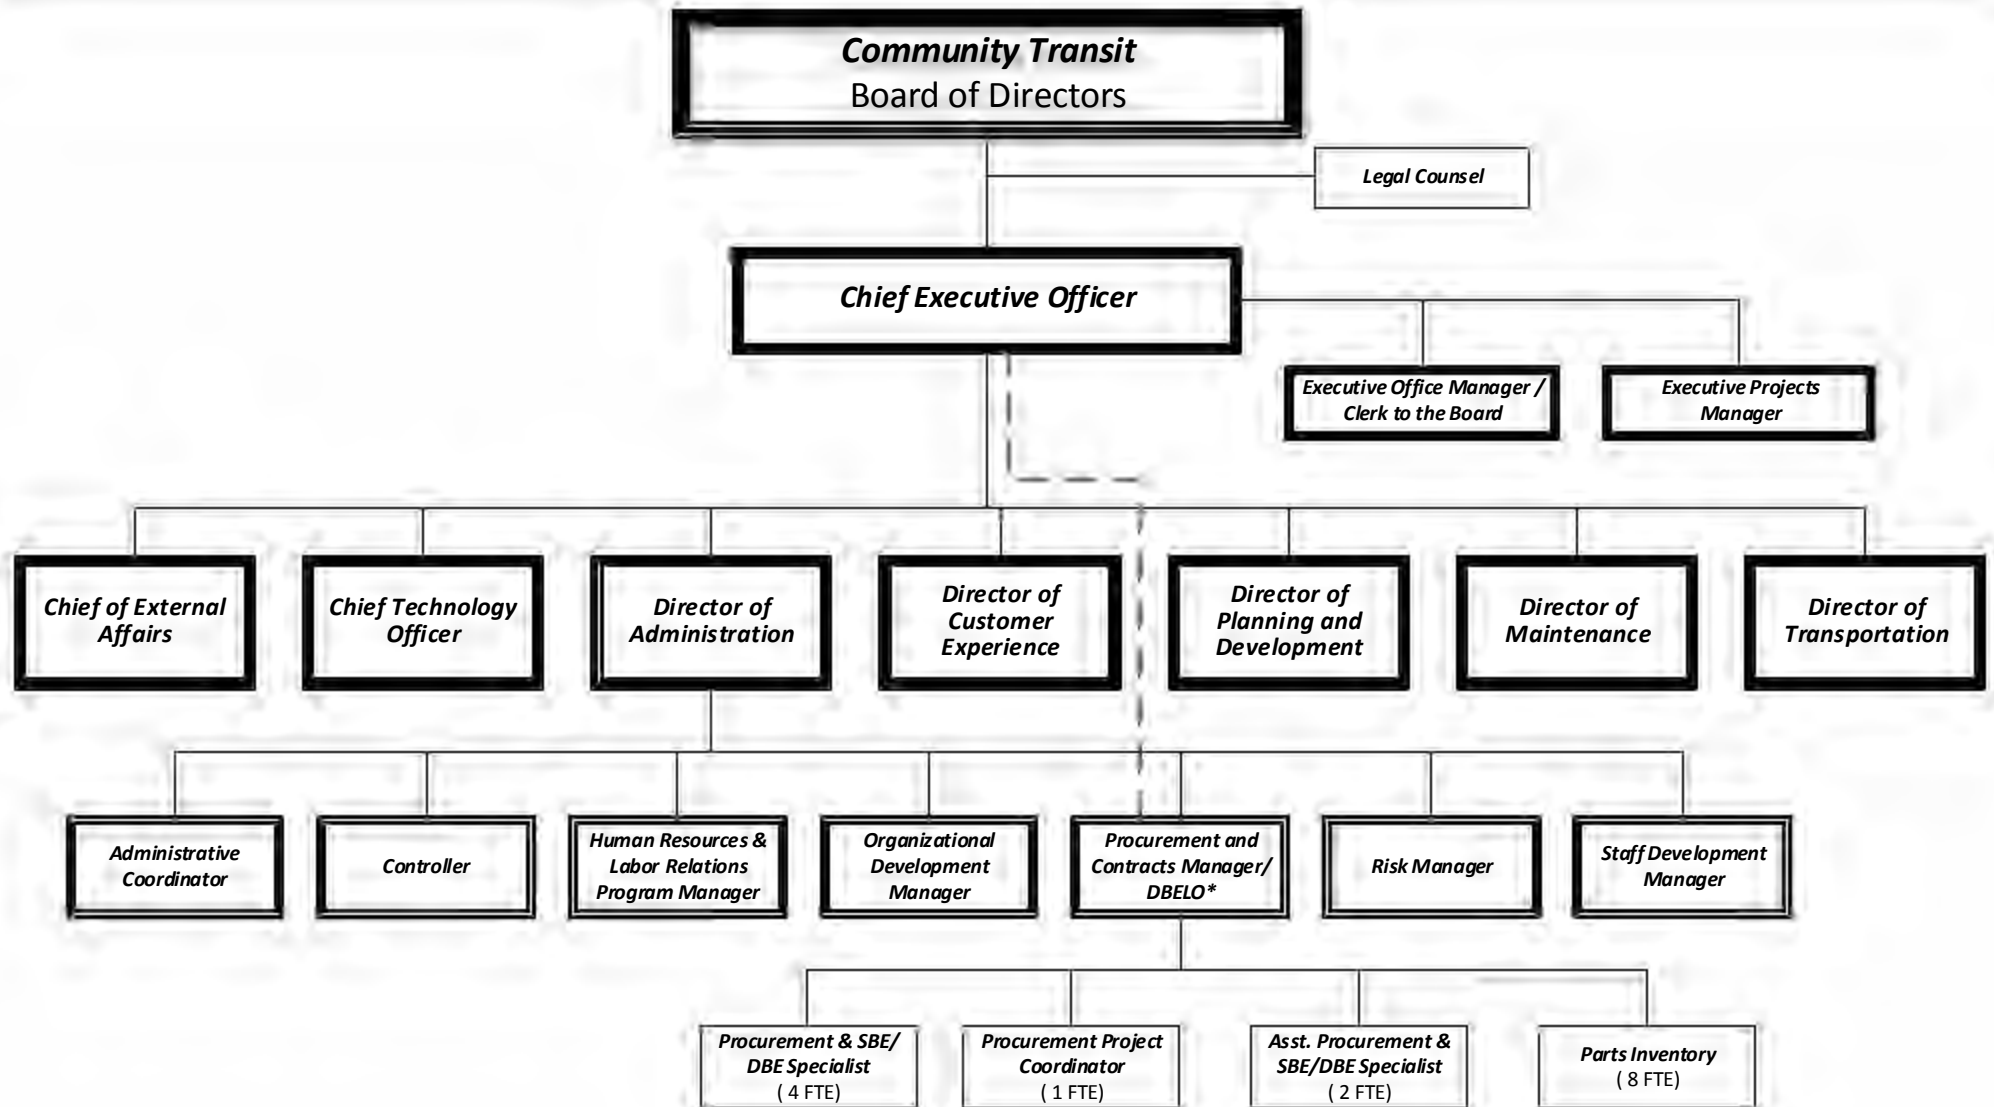 Community Transit
Board of Directors
Legal Counsel
Chief Executive Officer
Executive Office Manager /
Clerk to the Board
Executive Projects
Manager
Chief of External
Affairs
Chief Technology
Officer
Director of
Administration
Director of
Customer
Experience
Director of
Planning and
Development
Director of
Maintenance
Director of
Transportation
Administrative
Coordinator
Controller
Human Resources &
Labor Relations
Program Manager
Organizational
Development
Manager
Procurement and
Contracts Manager/
DBELO*
Risk Manager
Staff Development
Manager
Procurement & SBE/
DBE Specialist
( 4 FTE)
Procurement Project
Coordinator
( 1 FTE)
Asst. Procurement &
SBE/DBE Specialist
( 2 FTE)
Parts Inventory
( 8 FTE)